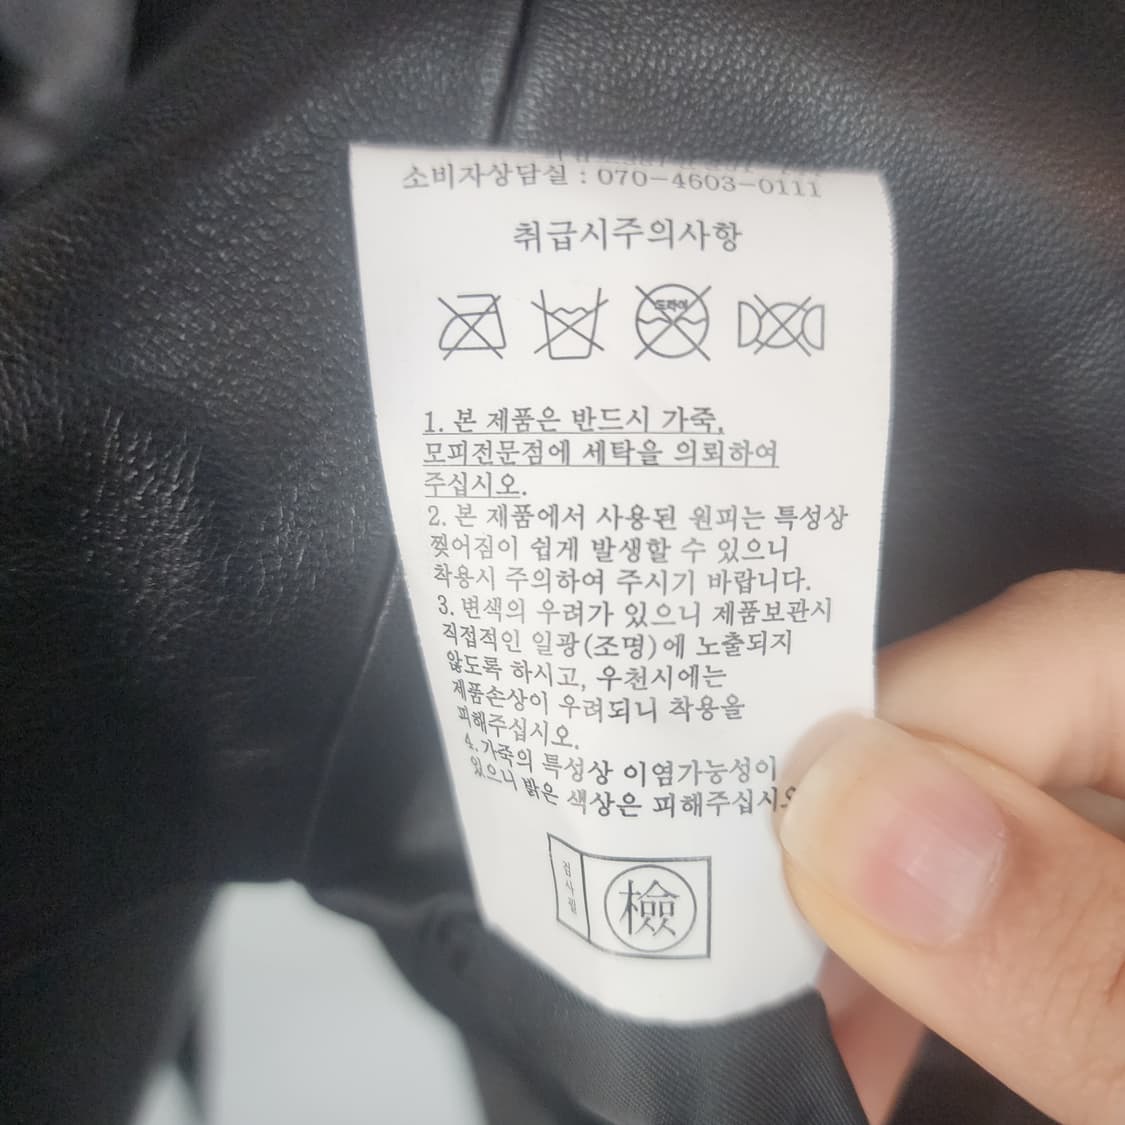 소비자상담실 : 070-4603-0111
취급시주의사항
드라이
1. 본 제품은 반드시 가죽,
모피전문점에 세탁을 의뢰하여
주십시오.
2. 본 제품에서 사용된 원피는 특성상
찢어짐이 쉽게 발생할 수 있으니
착용시 주의하여 주시기 바랍니다.
3. 변색의 우려가 있으니 제품보관시
직접적인 일광(조명)에 노출되지
않도록 하시고, 우천시에는
제품손상이 우려되니 착용을
피해주십시오.
4. 가죽의 특성상 이염가능성이
있으니 밝은 색상은 피해주십시오
검사필
檢